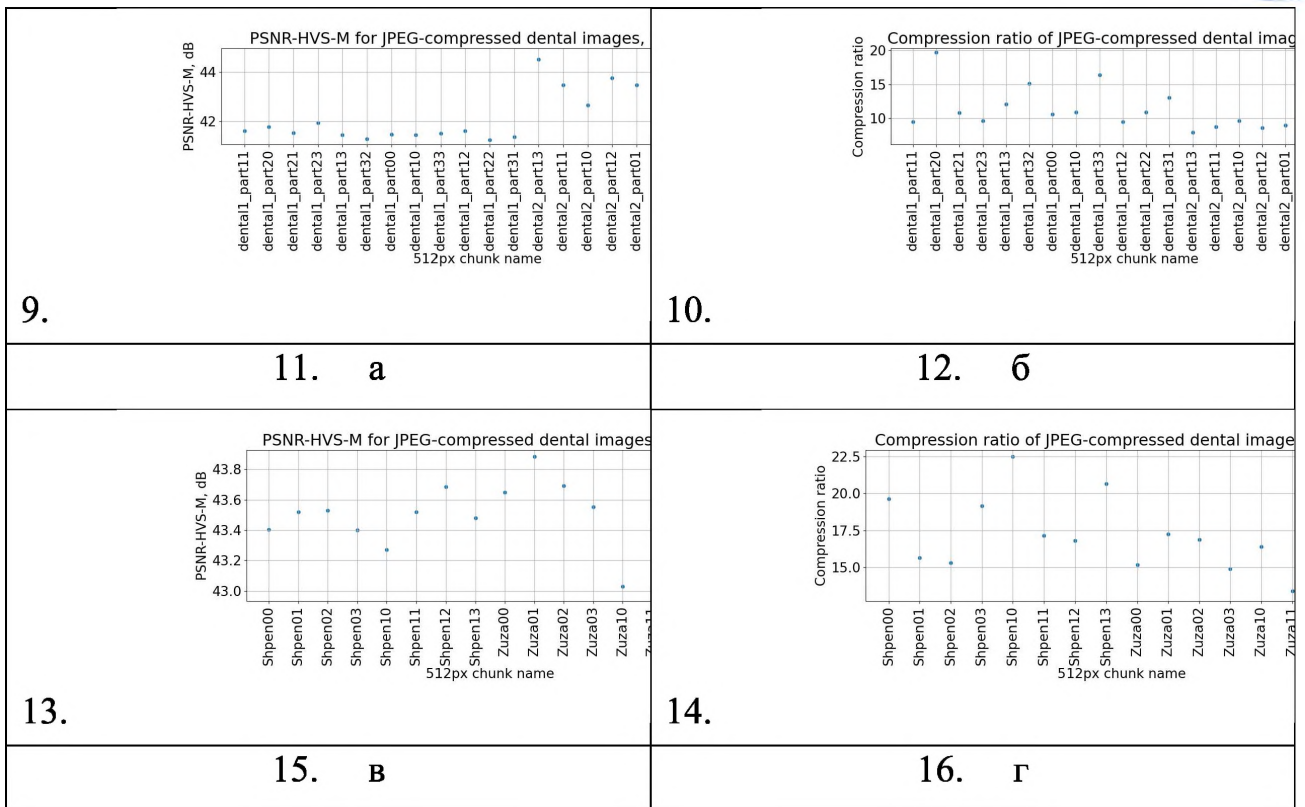 PSNR-HVS-M for JPEG-compressed dental images,
PSNR-HVS-M, dB
44
42
dental1_part11
dental1_part20
dental1_part21
dental1_part23
dental1_part13
dental1_part32
dental1_part00
dental1_part10
dental1_part33
dental1_part12
dental1_part22
dental1_part31
dental2_part13
dental2_part11
dental2_part10
dental2_part12
dental2_part01
512px chunk name
9.
Compression ratio of JPEG-compressed dental imag
Compression ratio
20
15
10
dental1_part11
dental1_part20
dental1_part21
dental1_part23
dental1_part13
dental1_part32
dental1_part00
dental1_part10
dental1_part33
dental1_part12
dental1_part22
dental1_part31
dental2_part13
dental2_part11
dental2_part10
dental2_part12
dental2_part01
512px chunk name
10.
11. а
12. б
PSNR-HVS-M for JPEG-compressed dental images
PSNR-HVS-M, dB
43.8
43.6
43.4
43.2
43.0
Shpen00
Shpen01
Shpen02
Shpen03
Shpen10
Shpen11
Shpen12
Shpen13
Zuza00
Zuza01
Zuza02
Zuza03
Zuza10
512px chunk name
13.
Compression ratio of JPEG-compressed dental image
Compression ratio
22.5
20.0
17.5
15.0
Shpen00
Shpen01
Shpen02
Shpen03
Shpen10
Shpen11
Shpen12
Shpen13
Zuza00
Zuza01
Zuza02
Zuza03
Zuza10
Zuza11
512px chunk name
14.
15. в
16. г